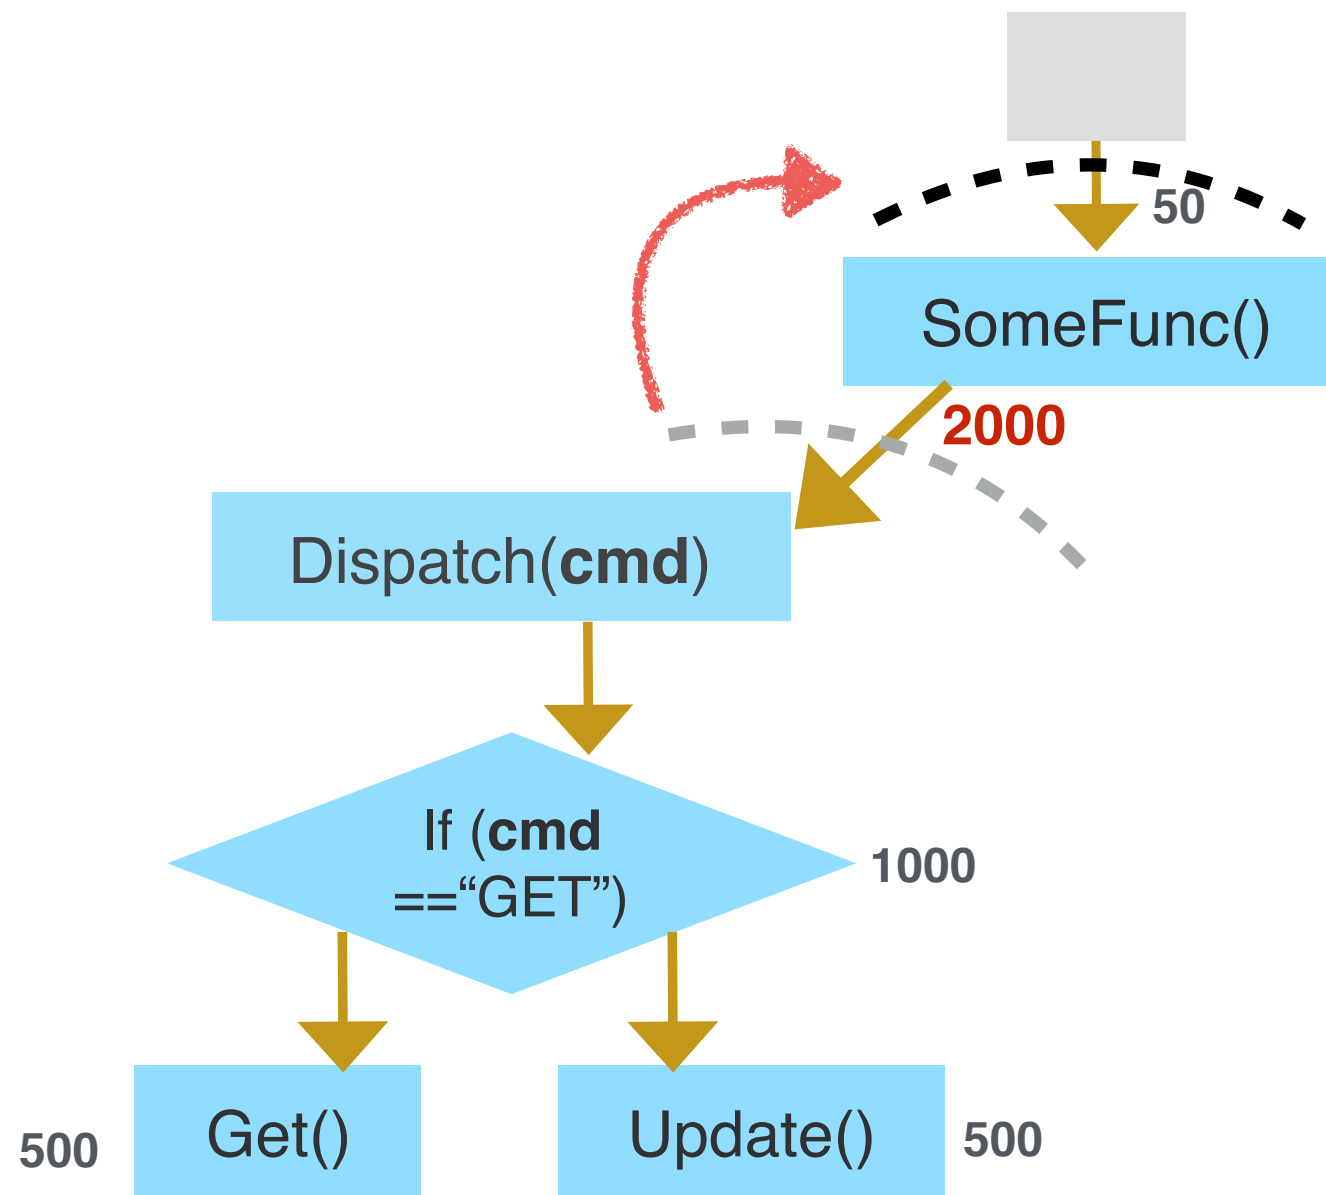 50
SomeFunc()
2000
Dispatch(cmd)
If (cmd
==“GET”)
1000
Get()
Update()
500
500